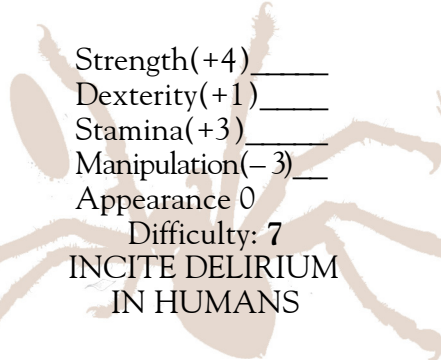 Strength(+4)_____
Dexterity(+1)_____
Stamina(+3)______
Manipulation(–3)__
Appearance 0
Difficulty: 7
INCITE DELIRIUM
IN HUMANS